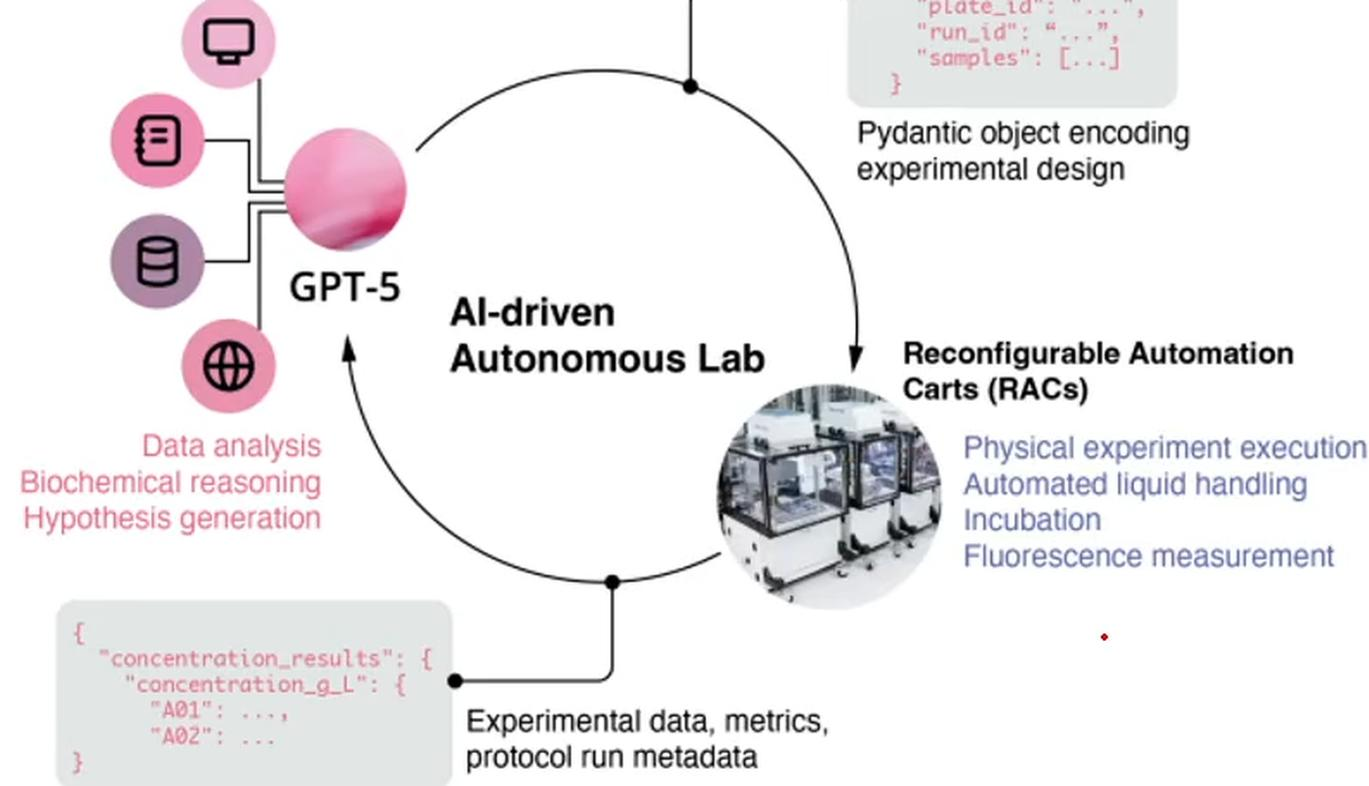 "plate_id": "...",
"run_id": “...”,
"samples": [...]
}
Pydantic object encoding
experimental design
GPT-5
AI-driven
Autonomous Lab
Reconfigurable Automation
Carts (RACs)
Data analysis
Biochemical reasoning
Hypothesis generation
Physical experiment execution
Automated liquid handling
Incubation
Fluorescence measurement
{
"concentration_results": {
"concentration_g_L": {
"A01": ...,
"A02": ...
}
Experimental data, metrics,
protocol run metadata